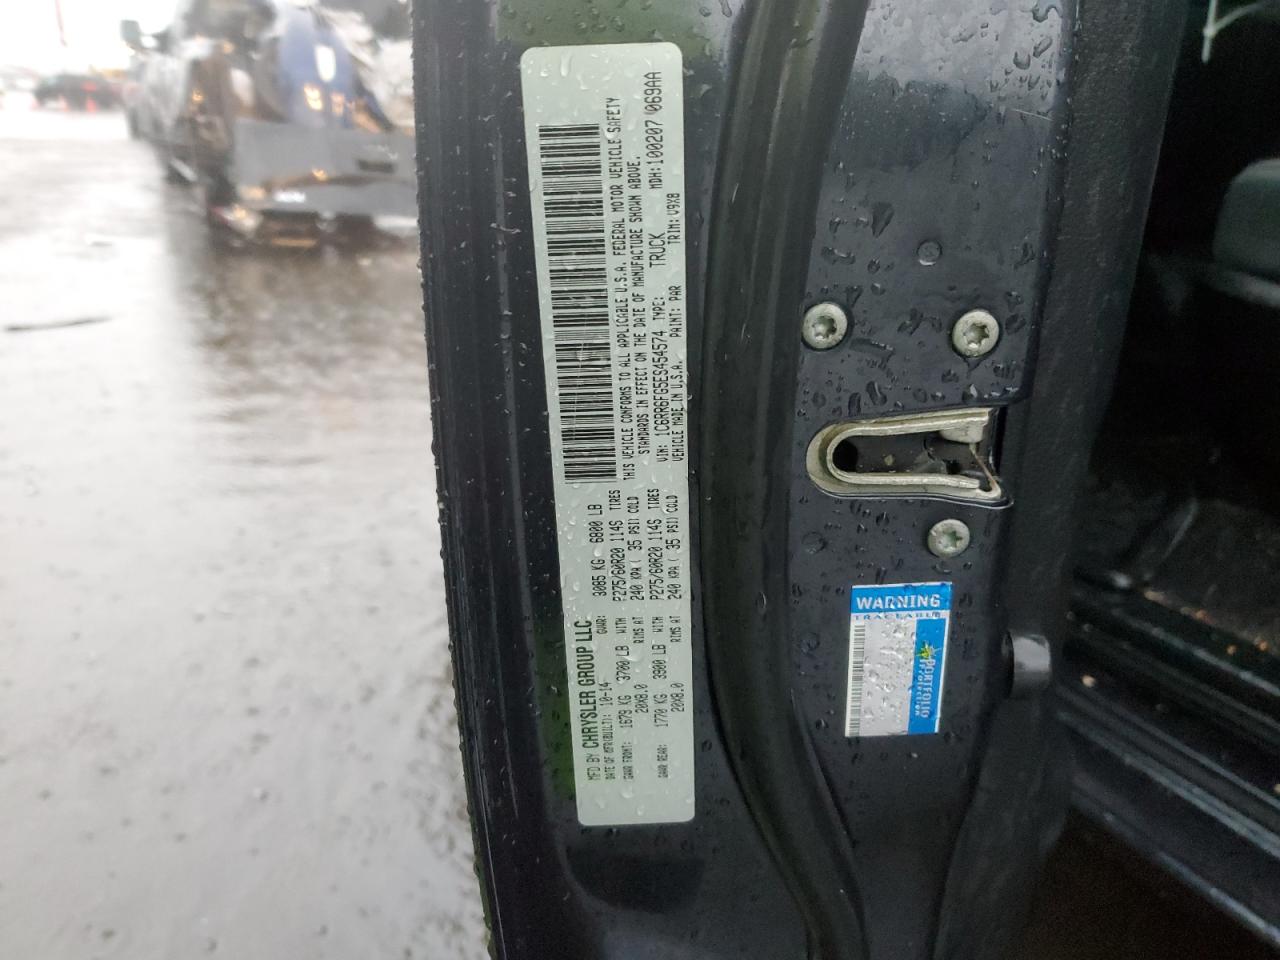 MFD BY CHRYSLER GROUP LLC
DATE OF MFR(BUILT): 10-14 GVWR: 3085 KG 6800 LB
GAWR FRONT: 1679 KG 3700 LB WITH P275/60R20 114S TIRES
20X8.0 RIMS AT 240 KPA ( 35 PSI) COLD
GAWR REAR: 1770 KG 3900 LB WITH P275/60R20 114S TIRES
20X8.0 RIMS AT 240 KPA ( 35 PSI) COLD
THIS VEHICLE CONFORMS TO ALL APPLICABLE U.S.A. FEDERAL MOTOR VEHICLE SAFETY
STANDARDS IN EFFECT ON THE DATE OF MANUFACTURE SHOWN ABOVE.
VIN: 1C6RR6FG5ES454574 TYPE: TRUCK MDH: 100207 069AA
VEHICLE MADE IN U.S.A. PAINT: PAR TRIM: V9X8
WARNING
TRACEABLE
PORTFOLIO
PROTECTION